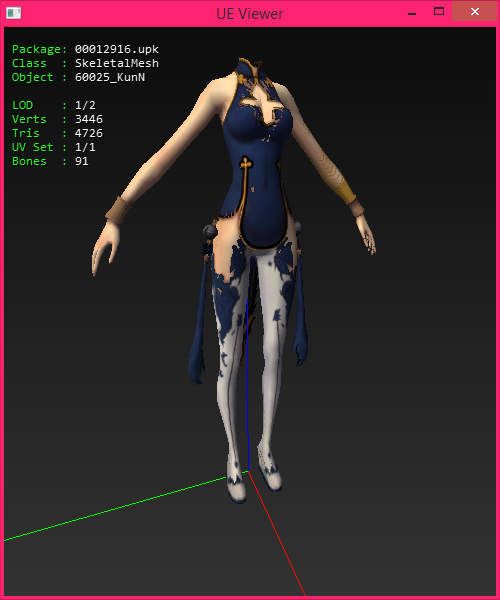 UE Viewer
Package: 00012916.upk
Class : SkeletalMesh
Object : 60025_KunN
LOD : 1/2
Verts : 3446
Tris : 4726
UV Set : 1/1
Bones : 91